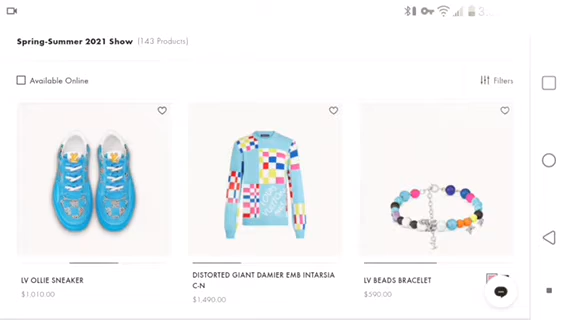 3...
Spring-Summer 2021 Show (143 Products)
Available Online
Filters
LV OLLIE SNEAKER
$1,010.00
DISTORTED GIANT DAMIER EMB INTARSIA
C-N
$1,490.00
LV BEADS BRACELET
$590.00